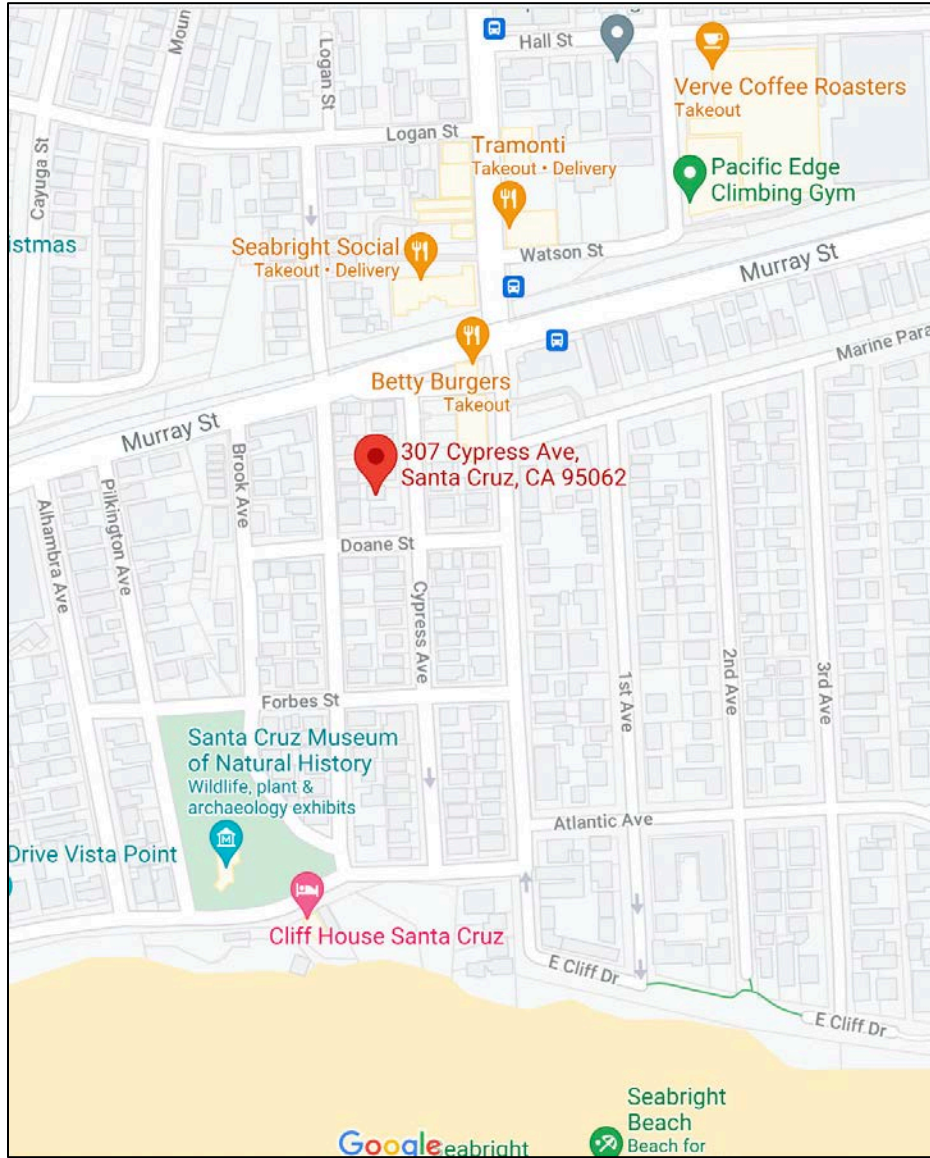 Moun
Hall St
Logan St
Verve Coffee Roasters
Takeout
Cayuga St
Logan St
Tramonti
Takeout • Delivery
Pacific Edge
Climbing Gym
istmas
Seabright Social
Takeout • Delivery
Watson St
Murray St
Marine Para
Betty Burgers
Takeout
Murray St
307 Cypress Ave,
Santa Cruz, CA 95062
Brook Ave
Pilkington Ave
Alhambra Ave
Doane St
Cypress Ave
1st Ave
2nd Ave
3rd Ave
Forbes St
Santa Cruz Museum
of Natural History
Wildlife, plant &
archaeology exhibits
Atlantic Ave
Drive Vista Point
Cliff House Santa Cruz
E Cliff Dr
E Cliff Dr
Seabright
Beach
Beach for
Google
eabright